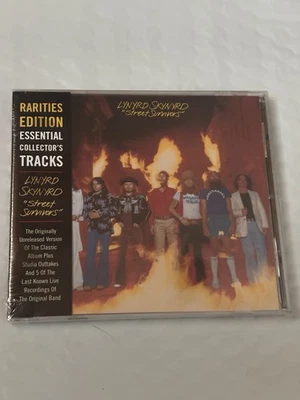 RARITIES
EDITION
ESSENTIAL
COLLECTOR'S
TRACKS
LYNYRD
SKYNYRD
"Street
Survivors"
The Originally
Unreleased Version
Of The Classic
Album Plus
Studio Outtakes
And 5 Of The
Last Known Live
Recordings Of
The Original Band
LYNYRD SKYNYRD
"Street Survivors"